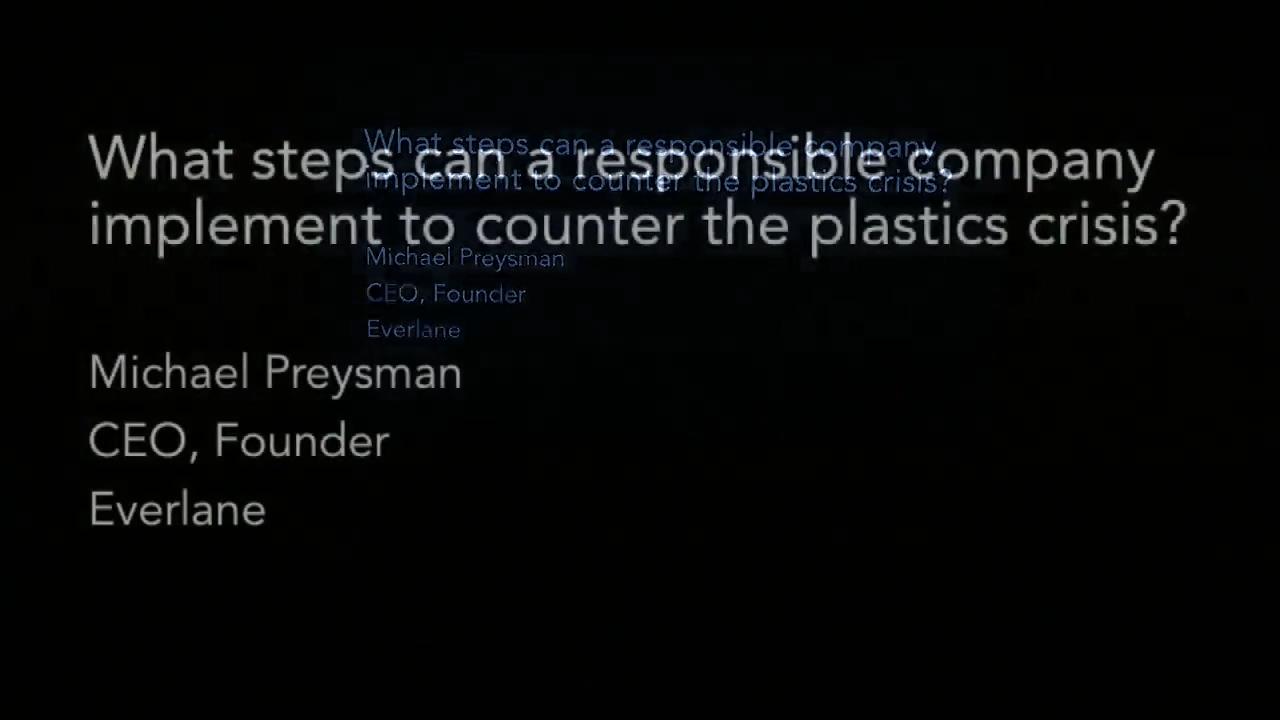 What steps can a responsible company
implement to counter the plastics crisis?
Michael Preysman
CEO, Founder
Everlane
What steps can a responsible company
implement to counter the plastics crisis?
Michael Preysman
CEO, Founder
Everlane